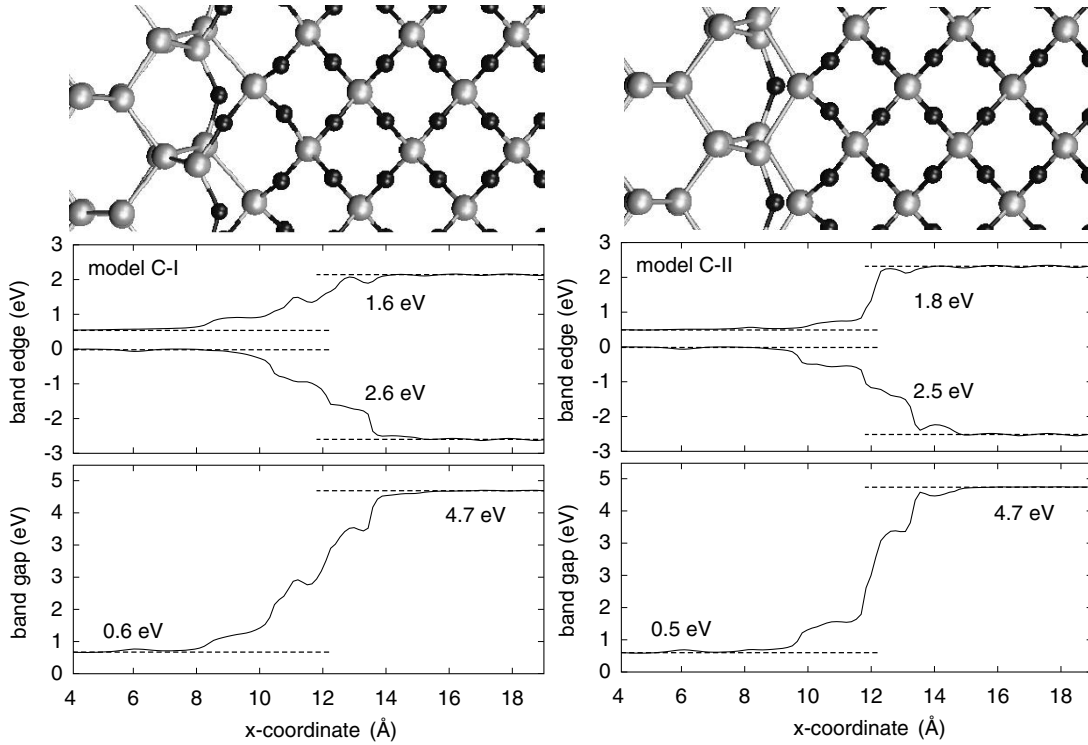 model C-I
band edge (eV)
3
2
1
0
-1
-2
-3
1.6 eV
2.6 eV
band gap (eV)
5
4
3
2
1
0
4.7 eV
0.6 eV
4 6 8 10 12 14 16 18
x-coordinate (Å)
model C-II
band edge (eV)
3
2
1
0
-1
-2
-3
1.8 eV
2.5 eV
band gap (eV)
5
4
3
2
1
0
4.7 eV
0.5 eV
4 6 8 10 12 14 16 18
x-coordinate (Å)